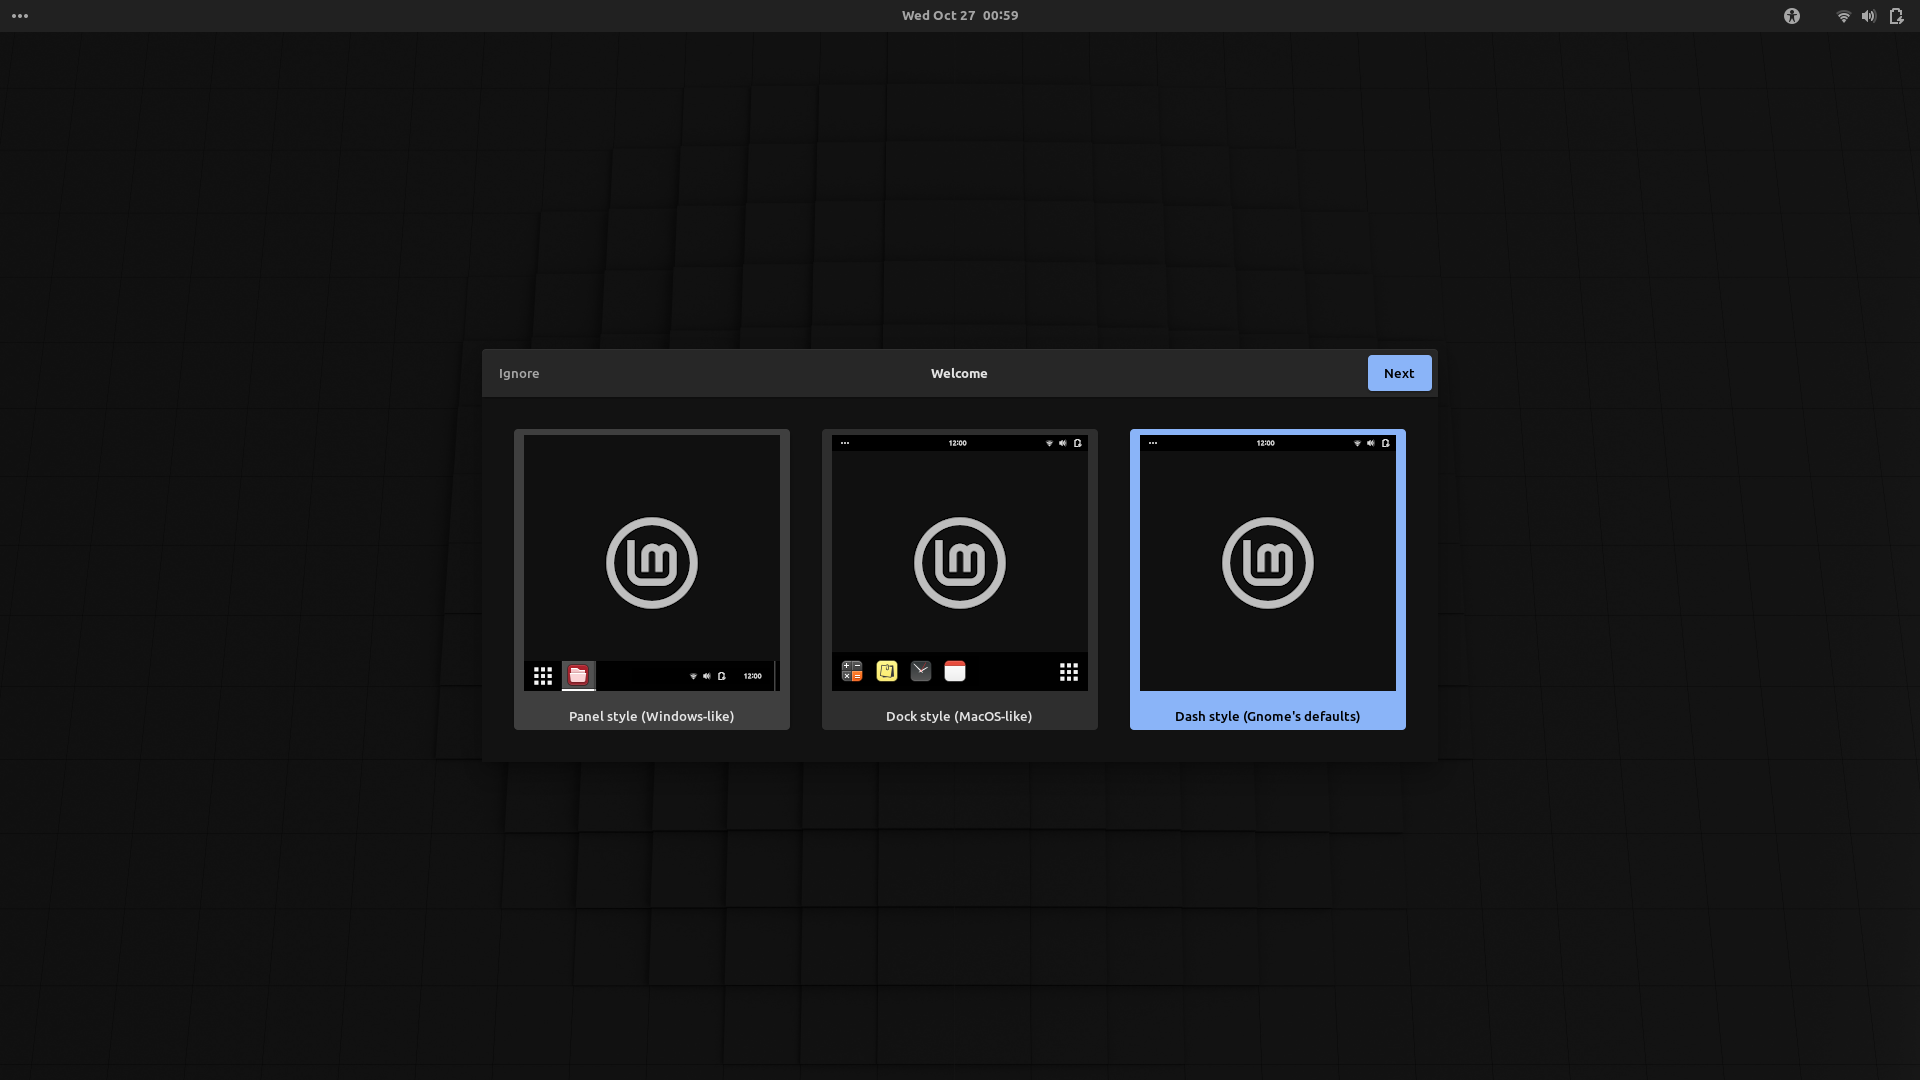 Wed Oct 27 00:59
Ignore
Welcome
Next
12:00
Panel style (Windows-like)
12:00
Dock style (MacOS-like)
12:00
Dash style (Gnome's defaults)